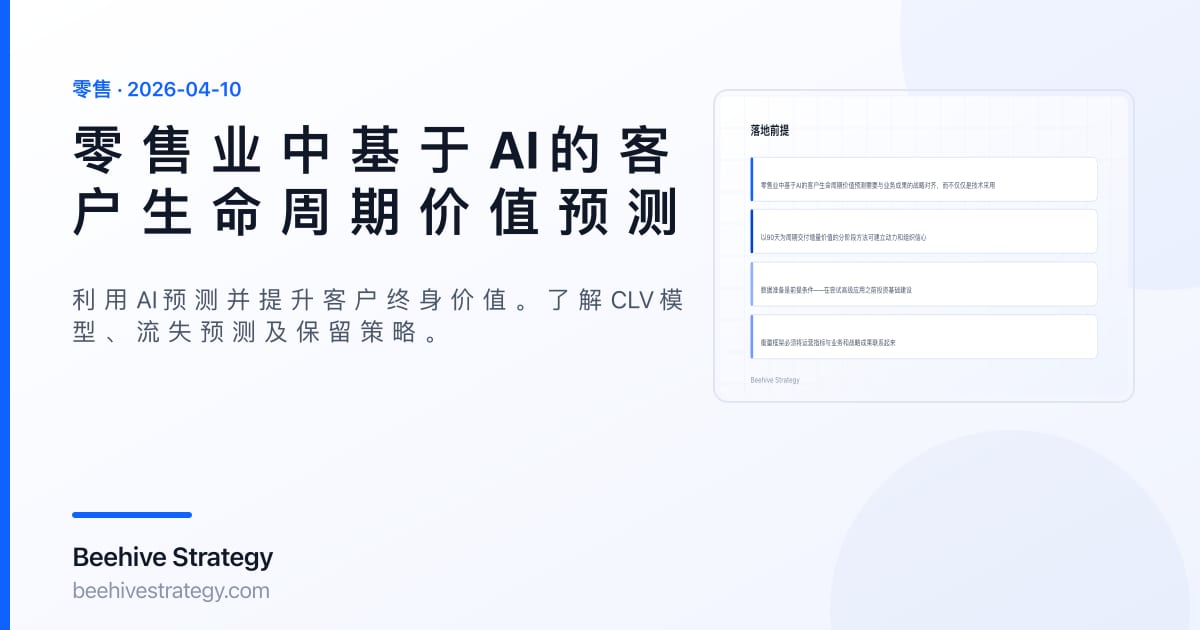 零售 · 2026-04-10
零售业中基于AI的客
户生命周期价值预测
利用AI预测并提升客户终身价值。了解CLV模
型、流失预测及保留策略。
Beehive Strategy
beehivestrategy.com
落地前提
零售业中基于AI的客户生命周期价值预测需要与业务成果的战略对齐，而不仅仅是技术采用
以90天为周期交付增量价值的分阶段方法可建立动力和组织信心
数据准备是前提条件——在尝试高级应用之前投资基础建设
衡量框架必须将运营指标与业务和战略成果联系起来
Beehive Strategy